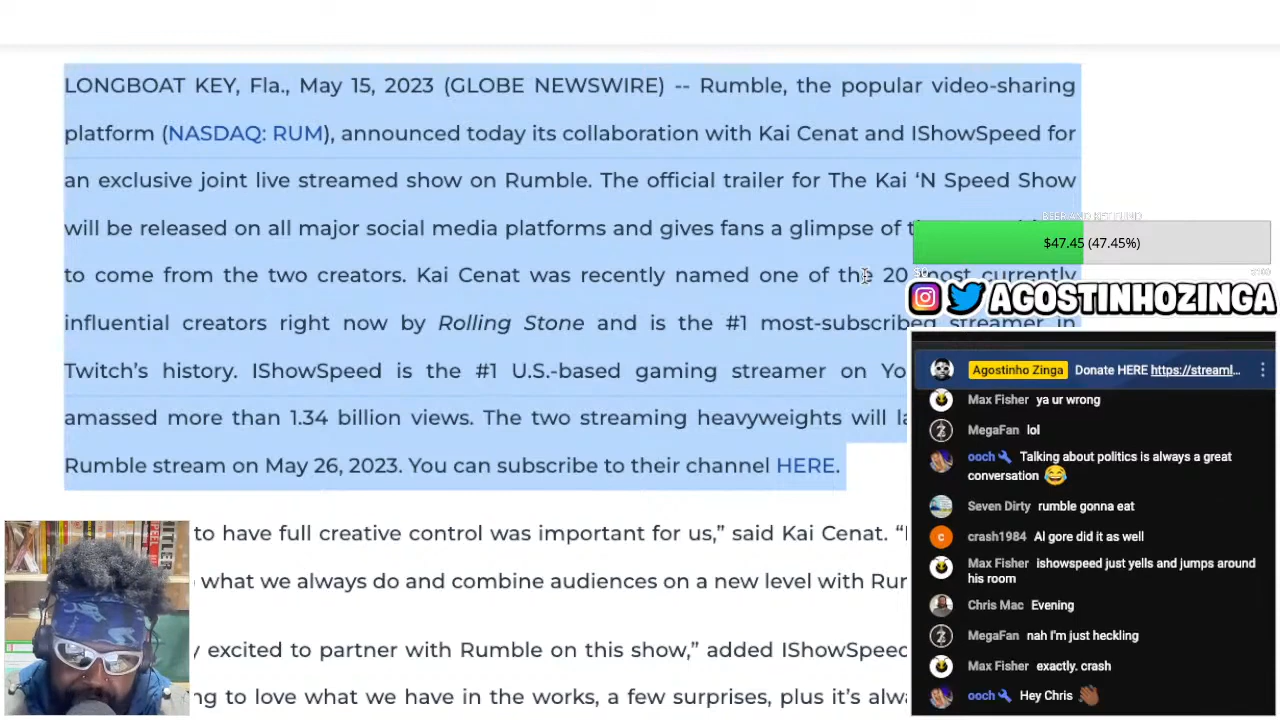 LONGBOAT KEY, Fla., May 15, 2023 (GLOBE NEWSWIRE) -- Rumble, the popular video-sharing
platform (NASDAQ: RUM), announced today its collaboration with Kai Cenat and IShowSpeed for
an exclusive joint live streamed show on Rumble. The official trailer for The Kai ‘N Speed Show
will be released on all major social media platforms and gives fans a glimpse of
to come from the two creators. Kai Cenat was recently named one of the 20 most currently
influential creators right now by Rolling Stone and is the #1 most-subscribed streamer in
Twitch’s history. IShowSpeed is the #1 U.S.-based gaming streamer on
amassed more than 1.34 billion views. The two streaming heavyweights will
Rumble stream on May 26, 2023. You can subscribe to their channel HERE.
to have full creative control was important for us,” said Kai Cenat.
what we always do and combine audiences on a new level with
excited to partner with Rumble on this show,” added IShowSpeed
to love what we have in the works, a few surprises, plus it’s
BEER AND BET FUND
$47.45 (47.45%)
AGOSTINHOZINGA
Agostinho Zinga Donate HERE https://streaml...
Max Fisher ya ur wrong
MegaFan lol
ooch Talking about politics is always a great
conversation 😂
Seven Dirty rumble gonna eat
crash1984 Al gore did it as well
Max Fisher ishowspeed just yells and jumps around
his room
Chris Mac Evening
MegaFan nah I'm just heckling
Max Fisher exactly. crash
ooch Hey Chris 👋🏾